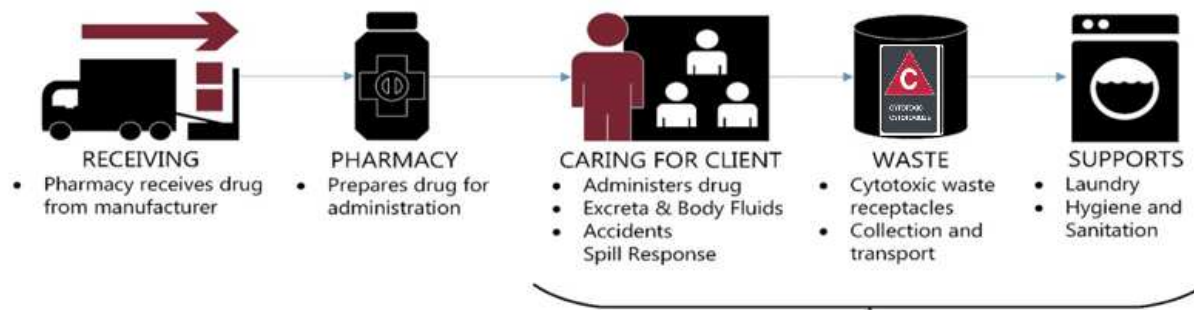 C
CYTOTOXIC
RECEIVING
• Pharmacy receives drug
from manufacturer
PHARMACY
• Prepares drug for
administration
CARING FOR CLIENT
• Administers drug
• Excreta & Body Fluids
• Accidents
Spill Response
WASTE
• Cytotoxic waste
receptacles
• Collection and
transport
SUPPORTS
• Laundry
• Hygiene and
Sanitation